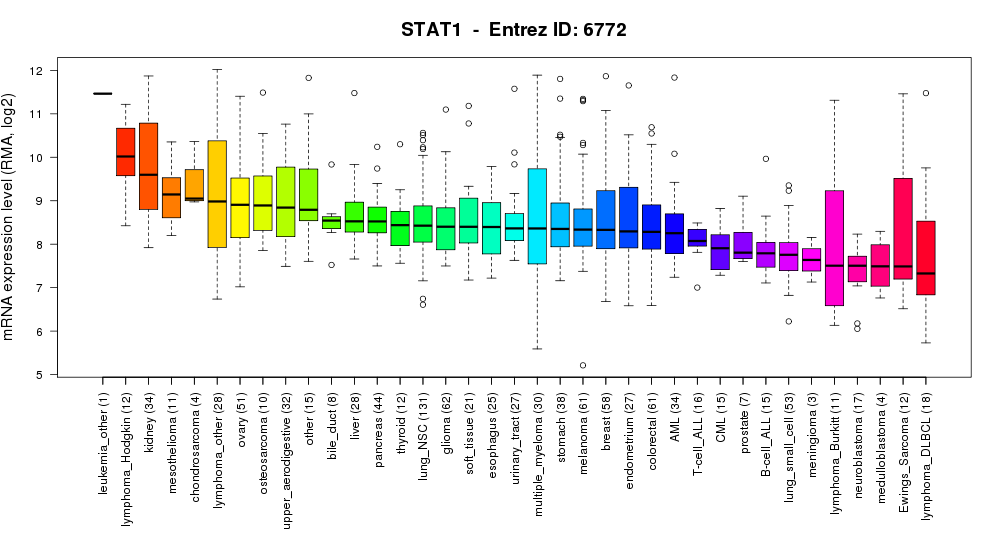 STAT1 - Entrez ID: 6772
mRNA expression level (RMA, log2)
12
11
10
9
8
7
6
5
leukemia_other (1)
lymphoma_Hodgkin (12)
kidney (34)
mesothelioma (11)
chondrosarcoma (4)
lymphoma_other (28)
ovary (51)
osteosarcoma (10)
upper_aerodigestive (32)
other (15)
bile_duct (8)
liver (28)
pancreas (44)
thyroid (12)
lung_NSC (131)
glioma (62)
soft_tissue (21)
esophagus (25)
urinary_tract (27)
multiple_myeloma (30)
stomach (38)
melanoma (61)
breast (58)
endometrium (27)
colorectal (61)
AML (34)
T-cell_ALL (16)
CML (15)
prostate (7)
B-cell_ALL (15)
lung_small_cell (53)
meningioma (3)
lymphoma_Burkitt (11)
neuroblastoma (17)
medulloblastoma (4)
Ewings_Sarcoma (12)
lymphoma_DLBCL (18)